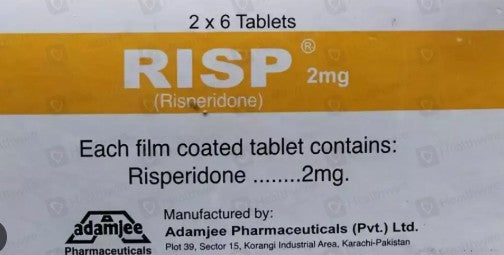 2 x 6 Tablets
RISP® 2mg
(Risperidone)
Each film coated tablet contains:
Risperidone ........2mg.
Manufactured by:
adamjee Adamjee Pharmaceuticals (Pvt.) Ltd.
Pharmaceuticals Plot 39, Sector 15, Korangi Industrial Area, Karachi-Pakistan